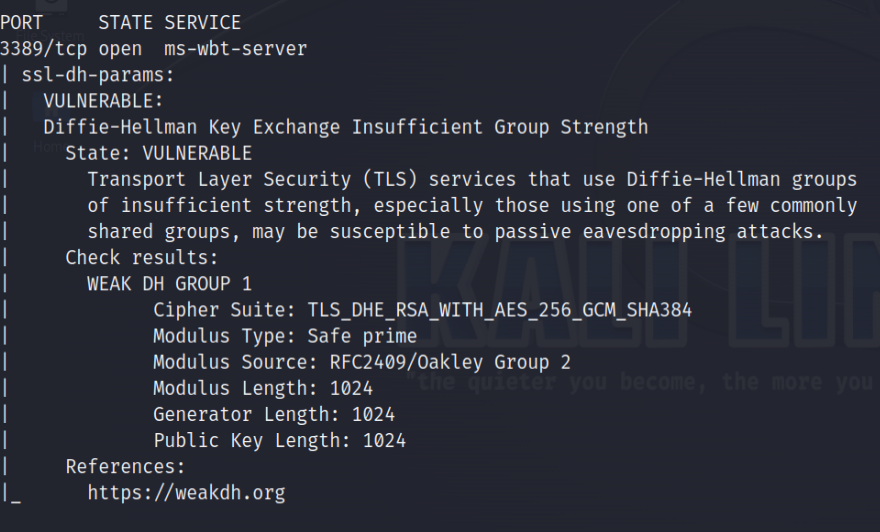 PORT     STATE SERVICE
3389/tcp open  ms-wbt-server
| ssl-dh-params:
|   VULNERABLE:
|   Diffie-Hellman Key Exchange Insufficient Group Strength
|     State: VULNERABLE
|       Transport Layer Security (TLS) services that use Diffie-Hellman groups
|       of insufficient strength, especially those using one of a few commonly
|       shared groups, may be susceptible to passive eavesdropping attacks.
|     Check results:
|       WEAK DH GROUP 1
|             Cipher Suite: TLS_DHE_RSA_WITH_AES_256_GCM_SHA384
|             Modulus Type: Safe prime
|             Modulus Source: RFC2409/Oakley Group 2
|             Modulus Length: 1024
|             Generator Length: 1024
|             Public Key Length: 1024
|     References:
|_      https://weakdh.org
KALI LI
"the quieter you become, the more you